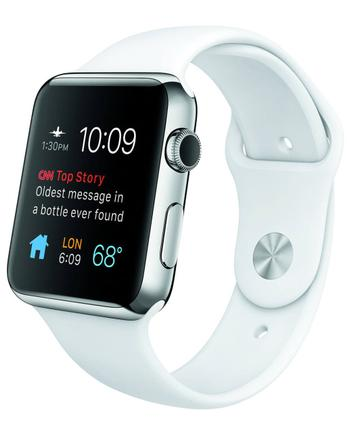 10:09
1:30PM
CNN Top Story
Oldest message in
a bottle ever found
LON
6:09
68°